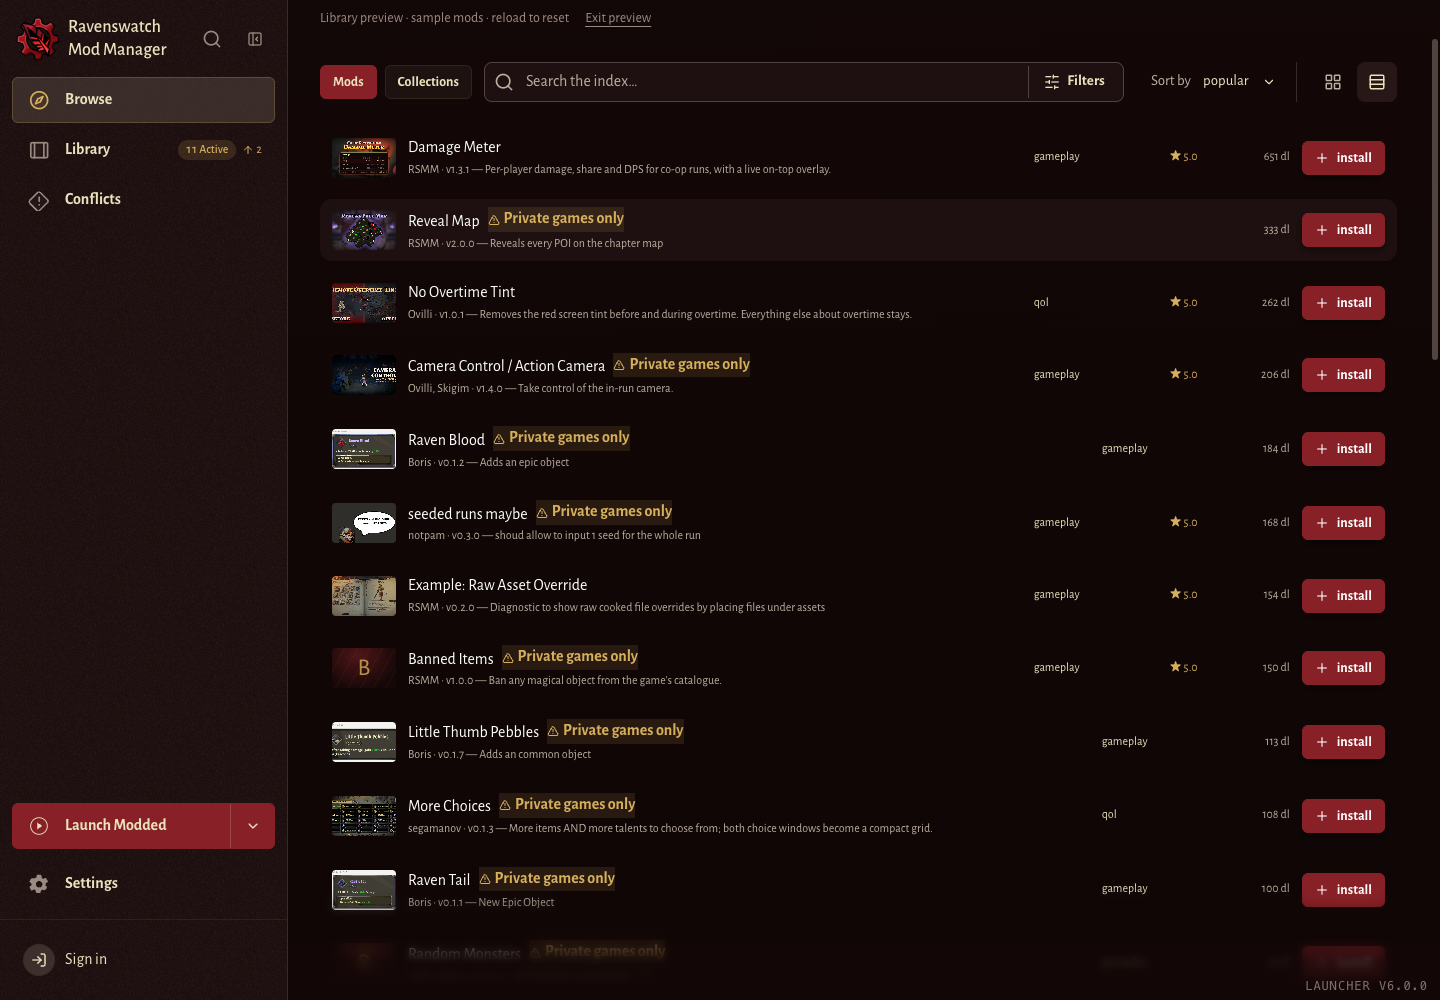 Ravenswatch
Mod Manager
Browse
Library
11 Active
2
Conflicts
Launch Modded
Settings
Sign in
Library preview · sample mods · reload to reset
Exit preview
Mods
Collections
Search the index...
Filters
Sort by
popular
Damage Meter
RSMM · v1.3.1 — Per-player damage, share and DPS for co-op runs, with a live on-top overlay.
gameplay
5.0
651 dl
install
Reveal Map
Private games only
RSMM · v2.0.0 — Reveals every POI on the chapter map
333 dl
install
No Overtime Tint
Ovilli · v1.0.1 — Removes the red screen tint before and during overtime. Everything else about overtime stays.
qol
5.0
262 dl
install
Camera Control / Action Camera
Private games only
Ovilli, Skigim · v1.4.0 — Take control of the in-run camera.
gameplay
5.0
206 dl
install
Raven Blood
Private games only
Boris · v0.1.2 — Adds an epic object
gameplay
184 dl
install
seeded runs maybe
Private games only
notpam · v0.3.0 — shoud allow to input 1 seed for the whole run
gameplay
5.0
168 dl
install
Example: Raw Asset Override
RSMM · v0.2.0 — Diagnostic to show raw cooked file overrides by placing files under assets
5.0
154 dl
install
B
Banned Items
Private games only
RSMM · v1.0.0 — Ban any magical object from the game's catalogue.
gameplay
5.0
150 dl
install
Little Thumb Pebbles
Little Thumb Pebbles
Private games only
Boris · v0.1.7 — Adds an common object
gameplay
113 dl
install
More Choices
Private games only
segamanov · v0.1.3 — More items AND more talents to choose from; both choice windows become a compact grid.
qol
108 dl
install
Raven Tail
Private games only
Boris · v0.1.1 — New Epic Object
gameplay
100 dl
install
Random Monsters
Private games only
LAUNCHER V6.0.0